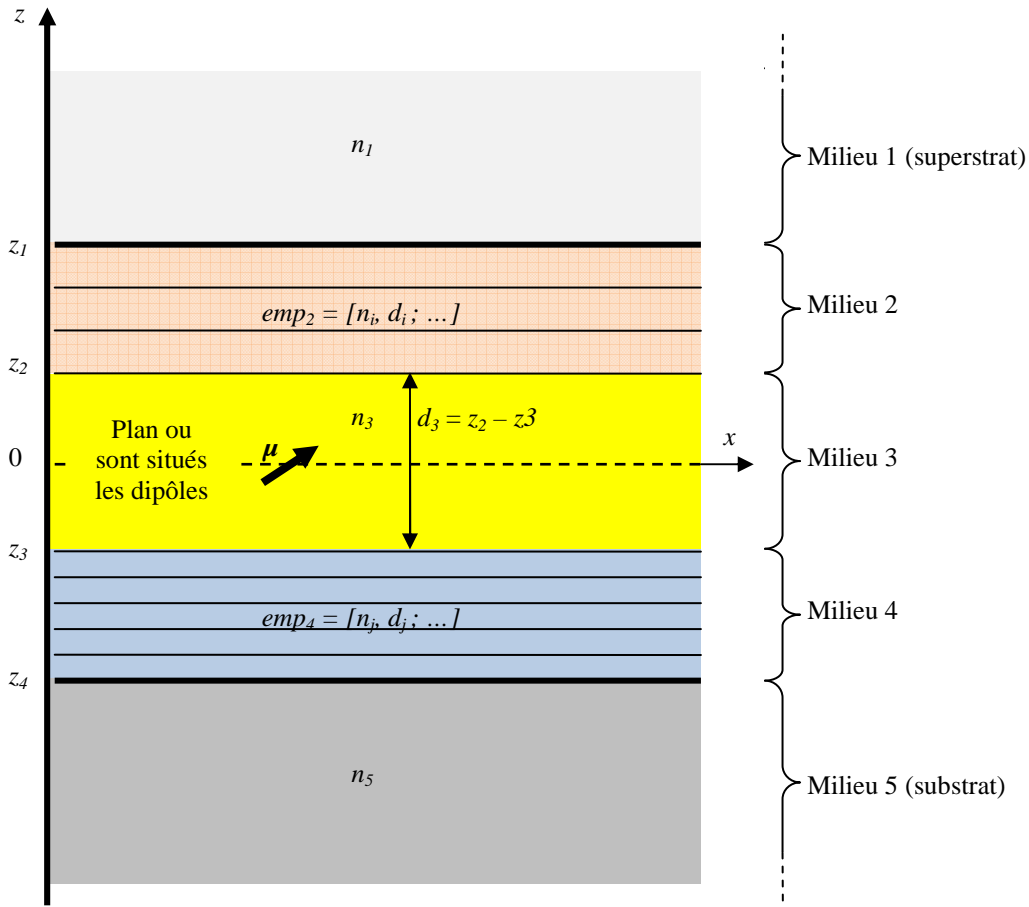 z
n1
Milieu 1 (superstrat)
z1
emp2 = [ni, di ; ...]
Milieu 2
z2
n3
d3 = z2 – z3
Plan ou
sont situés
les dipôles
μ
x
0
Milieu 3
z3
emp4 = [nj, dj ; ...]
Milieu 4
z4
n5
Milieu 5 (substrat)